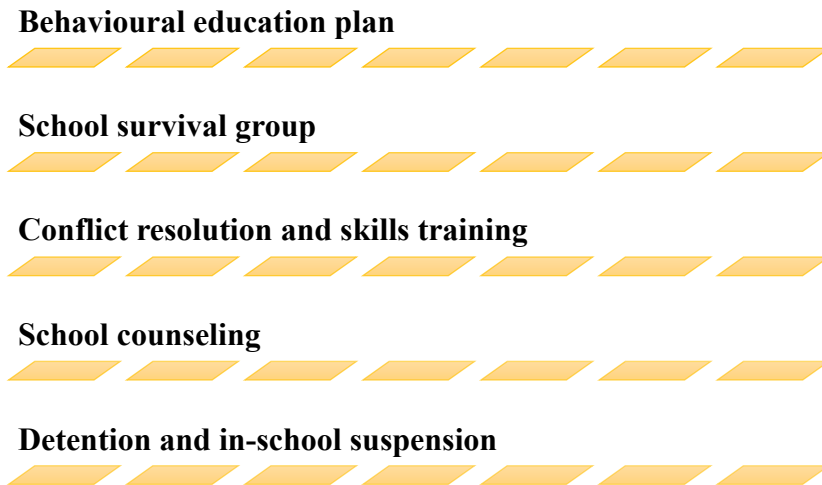 Behavioural education plan
School survival group
Conflict resolution and skills training
School counseling
Detention and in-school suspension